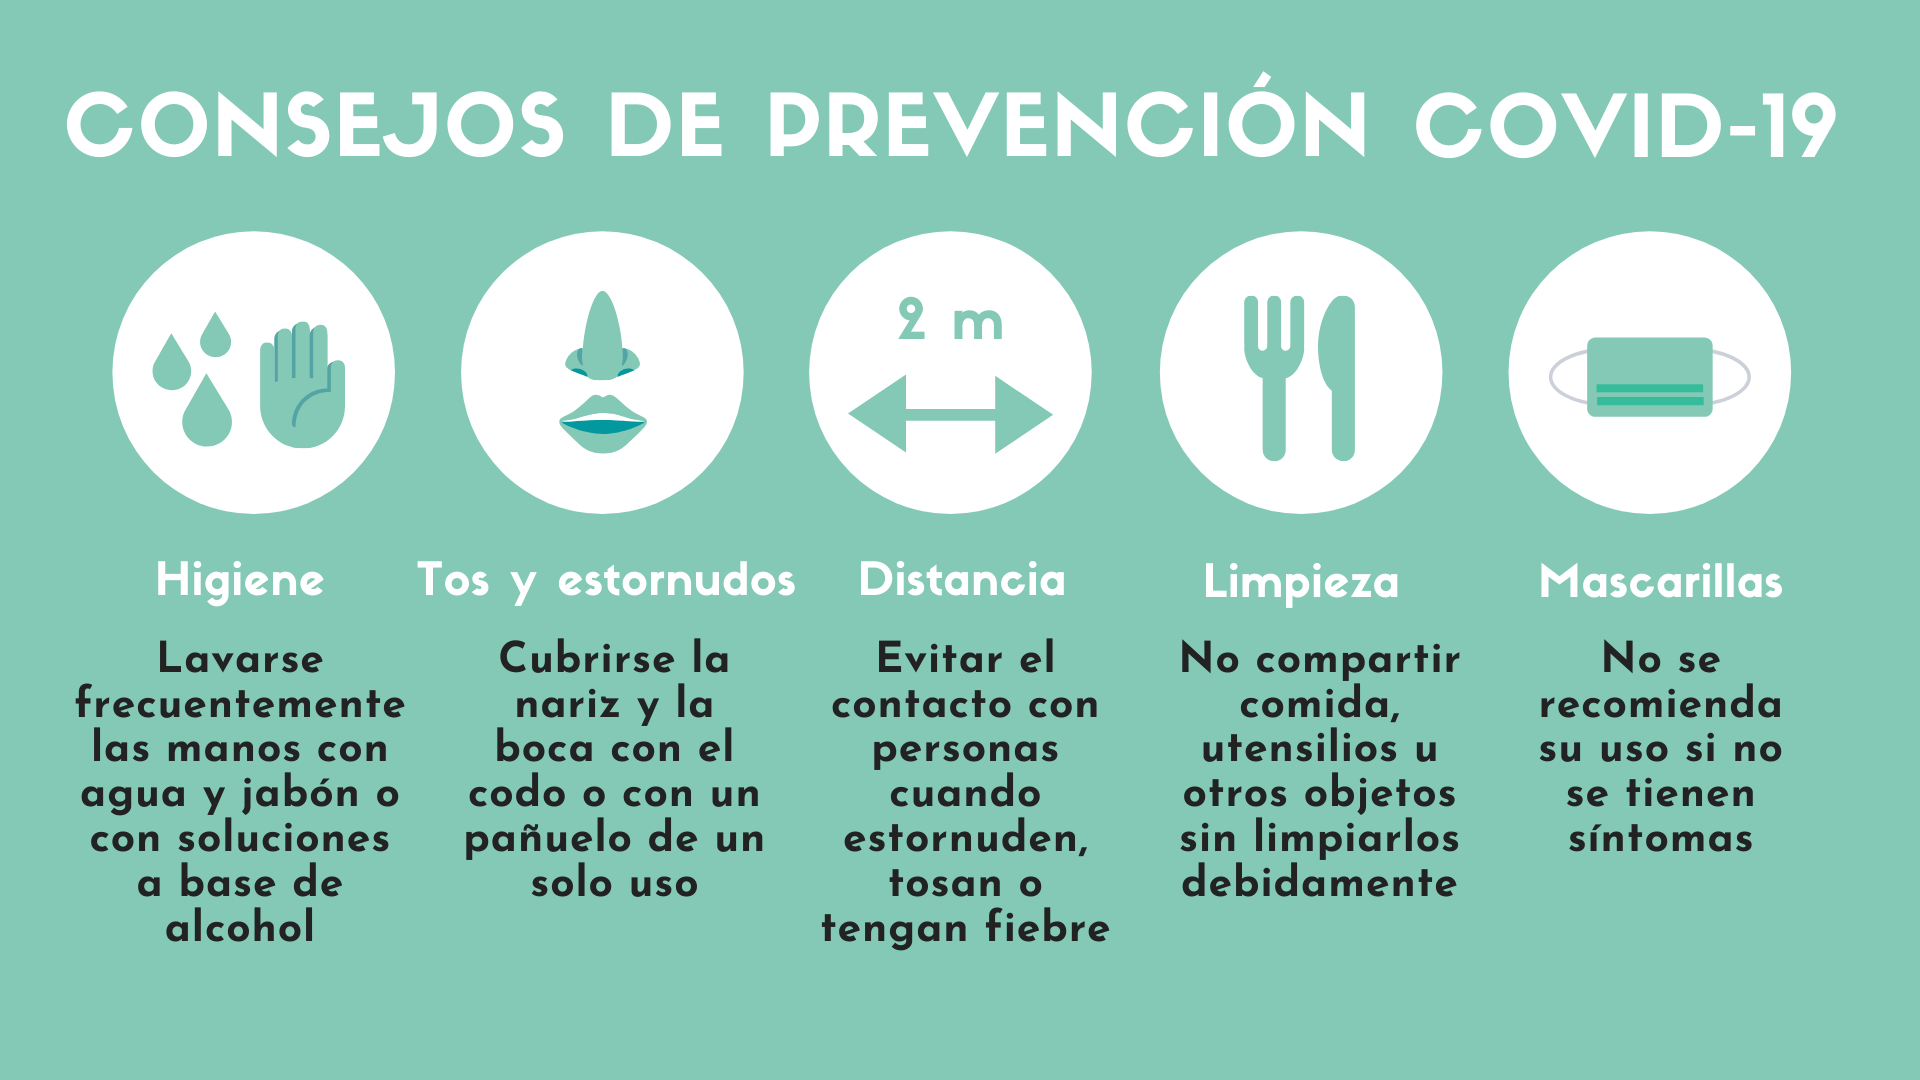 CONSEJOS DE PREVENCIÓN COVID-19
2 m
Higiene
Lavarse
frecuentemente
las manos con
agua y jabón o
con soluciones
a base de
alcohol
Tos y estornudos
Cubrirse la
nariz y la
boca con el
codo o con un
pañuelo de un
solo uso
Distancia
Evitar el
contacto con
personas
cuando
estornuden,
tosan o
tengan fiebre
Limpieza
No compartir
comida,
utensilios u
otros objetos
sin limpiarlos
debidamente
Mascarillas
No se
recomienda
su uso si no
se tienen
síntomas